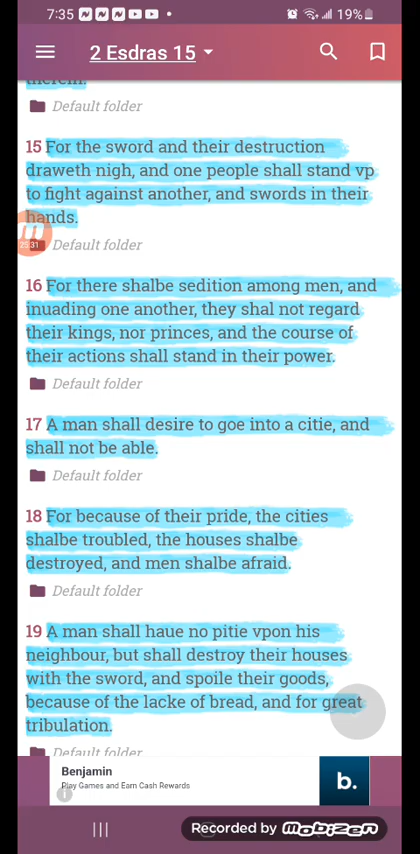 7:35 19%
2 Esdras 15
therein.
Default folder
15 For the sword and their destruction
draweth nigh, and one people shall stand vp
to fight against another, and swords in their
hands.
25:31
Default folder
16 For there shalbe sedition among men, and
inuading one another, they shal not regard
their kings, nor princes, and the course of
their actions shall stand in their power.
Default folder
17 A man shall desire to goe into a citie, and
shall not be able.
Default folder
18 For because of their pride, the cities
shalbe troubled, the houses shalbe
destroyed, and men shalbe afraid.
Default folder
19 A man shall haue no pitie vpon his
neighbour, but shall destroy their houses
with the sword, and spoile their goods,
because of the lacke of bread, and for great
tribulation.
Default folder
Benjamin
Play Games and Earn Cash Rewards
b.
Recorded by mobizen